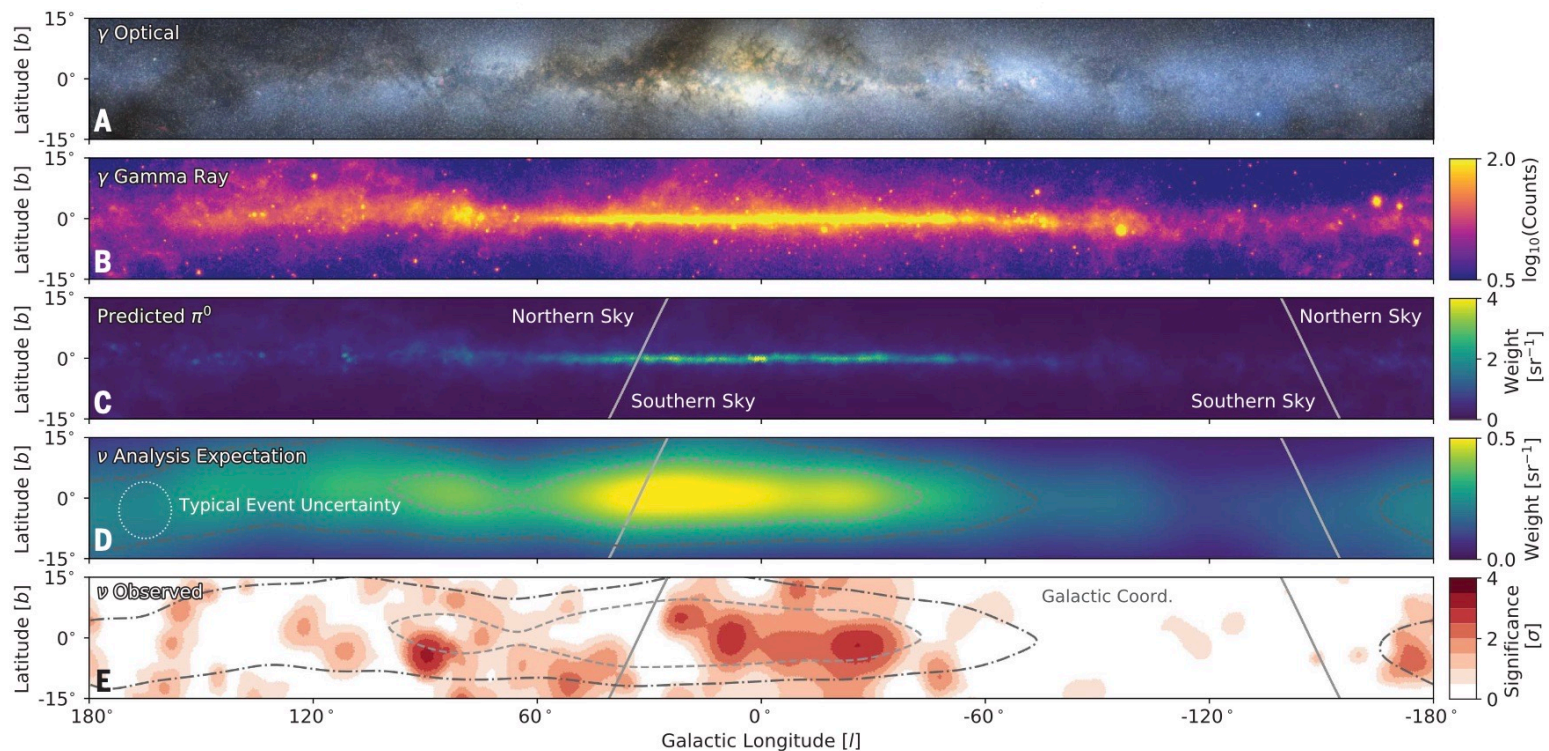 15°
Latitude [b]
0°
-15°
γ Optical
A
15°
Latitude [b]
0°
-15°
γ Gamma Ray
B
2.0
log₁₀(Counts)
0.5
15°
Latitude [b]
0°
-15°
Predicted π⁰
Northern Sky
Northern Sky
Southern Sky
Southern Sky
C
4
2
0
Weight
[sr⁻¹]
15°
Latitude [b]
0°
-15°
ν Analysis Expectation
Typical Event Uncertainty
D
0.5
0.0
Weight [sr⁻¹]
15°
Latitude [b]
0°
-15°
ν Observed
Galactic Coord.
E
4
2
0
Significance
[σ]
180
120
60
0°
-60°
-120°
-180°
Galactic Longitude [l]